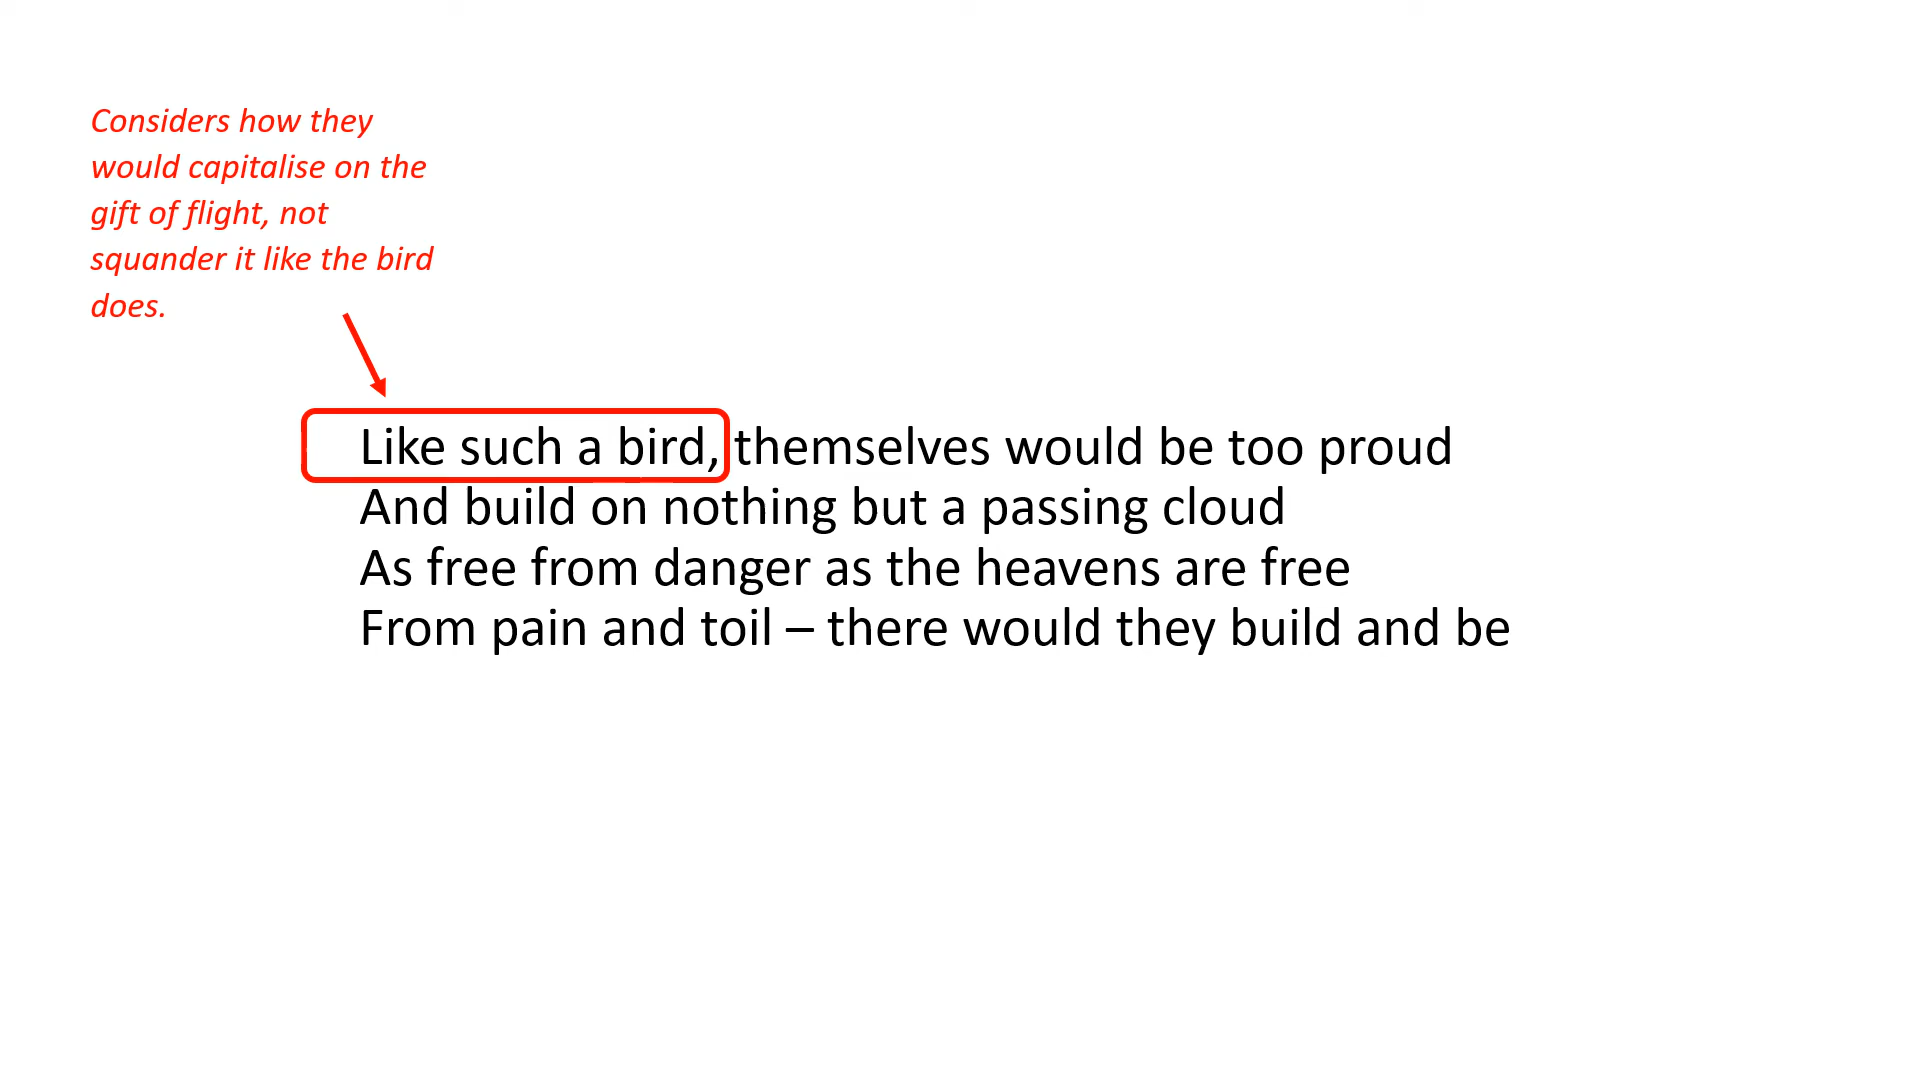 Considers how they
would capitalise on the
gift of flight, not
squander it like the bird
does.
Like such a bird, themselves would be too proud
And build on nothing but a passing cloud
As free from danger as the heavens are free
From pain and toil – there would they build and be